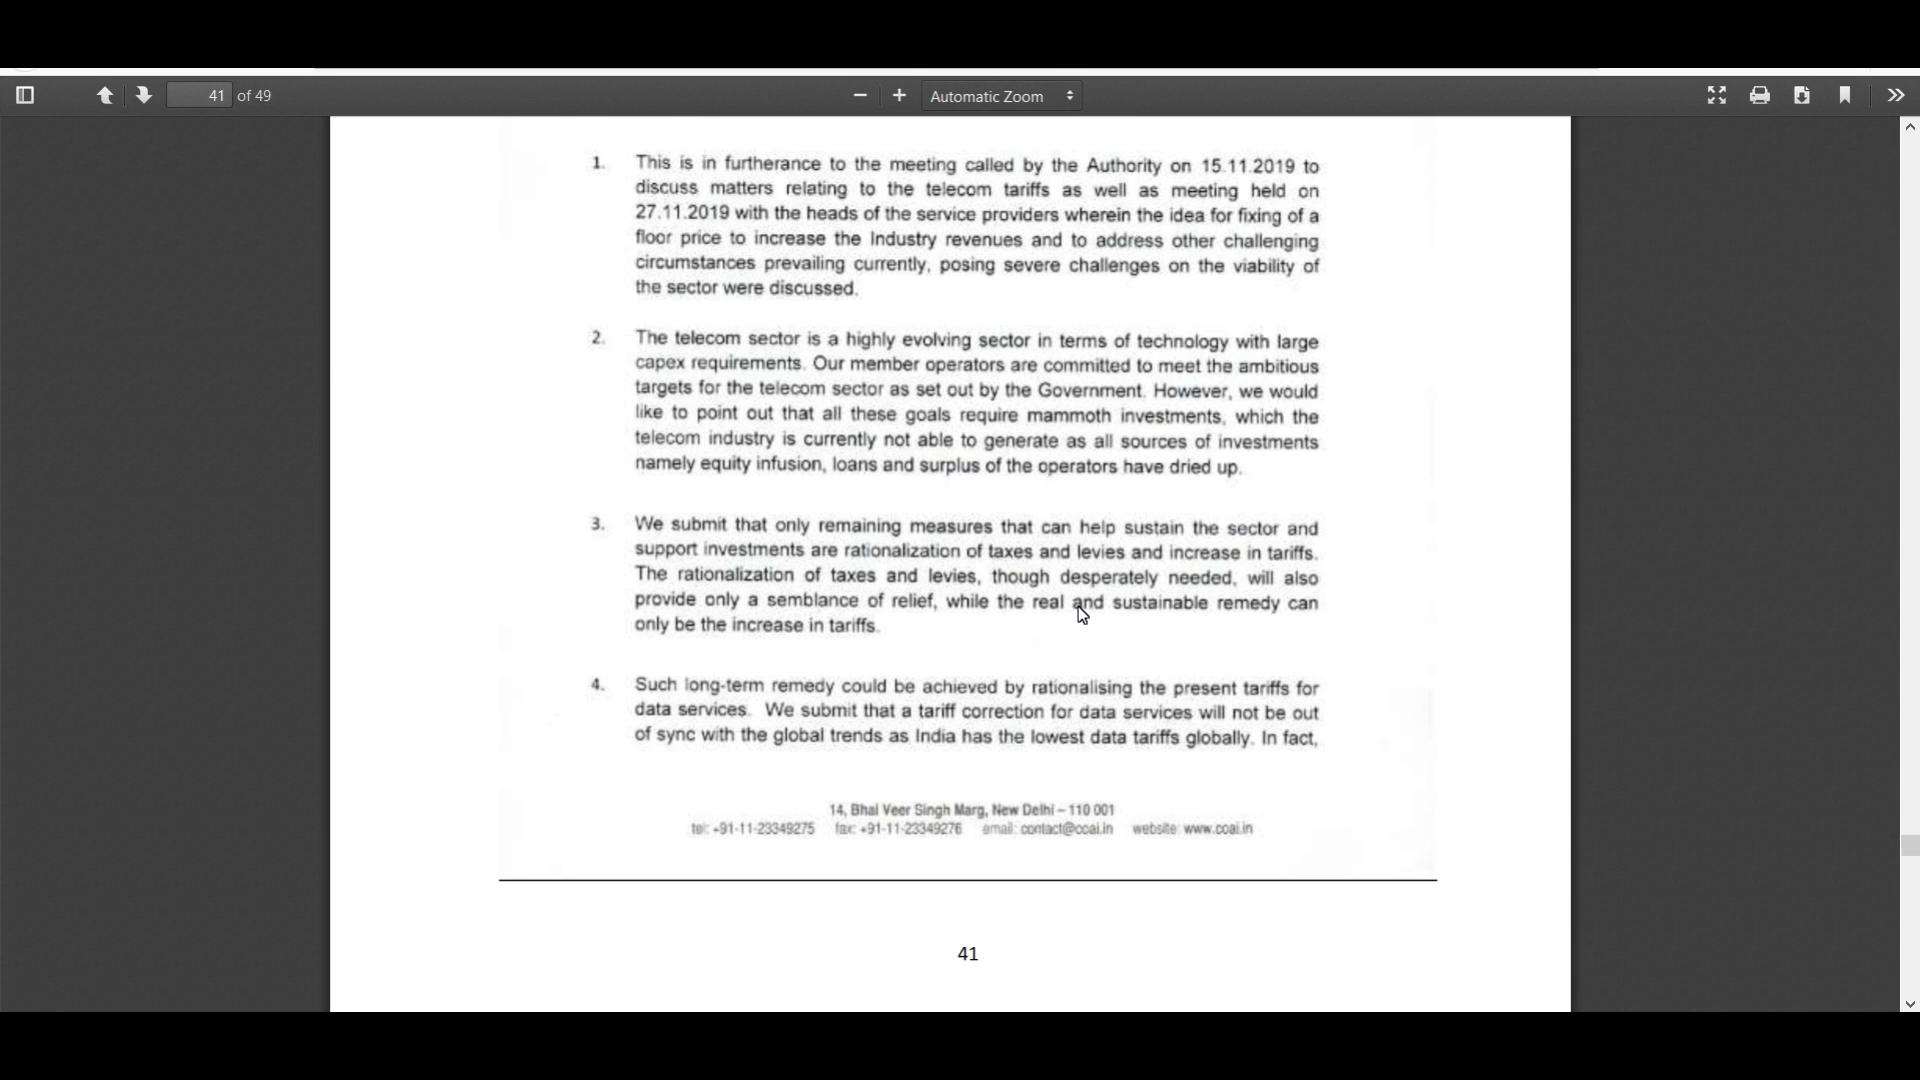 41 of 49
Automatic Zoom
1. This is in furtherance to the meeting called by the Authority on 15.11.2019 to
discuss matters relating to the telecom tariffs as well as meeting held on
27.11.2019 with the heads of the service providers wherein the idea for fixing of a
floor price to increase the Industry revenues and to address other challenging
circumstances prevailing currently, posing severe challenges on the viability of
the sector were discussed.
2. The telecom sector is a highly evolving sector in terms of technology with large
capex requirements. Our member operators are committed to meet the ambitious
targets for the telecom sector as set out by the Government. However, we would
like to point out that all these goals require mammoth investments, which the
telecom industry is currently not able to generate as all sources of investments
namely equity infusion, loans and surplus of the operators have dried up.
3. We submit that only remaining measures that can help sustain the sector and
support investments are rationalization of taxes and levies and increase in tariffs.
The rationalization of taxes and levies, though desperately needed, will also
provide only a semblance of relief, while the real and sustainable remedy can
only be the increase in tariffs.
4. Such long-term remedy could be achieved by rationalising the present tariffs for
data services. We submit that a tariff correction for data services will not be out
of sync with the global trends as India has the lowest data tariffs globally. In fact,
14, Bhai Veer Singh Marg, New Delhi – 110 001
tel: +91-11-23349275 fax: +91-11-23349276 email: contact@coai.in website: www.coai.in
41